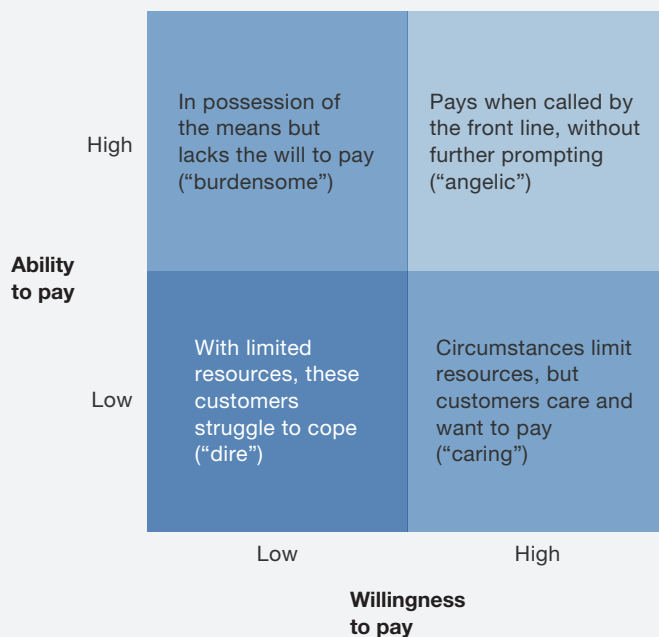 High
In possession of
the means but
lacks the will to pay
(“burdensome”)
Pays when called by
the front line, without
further prompting
(“angelic”)
Ability
to pay
Low
With limited
resources, these
customers
struggle to cope
(“dire”)
Circumstances limit
resources, but
customers care and
want to pay
(“caring”)
Low
High
Willingness
to pay